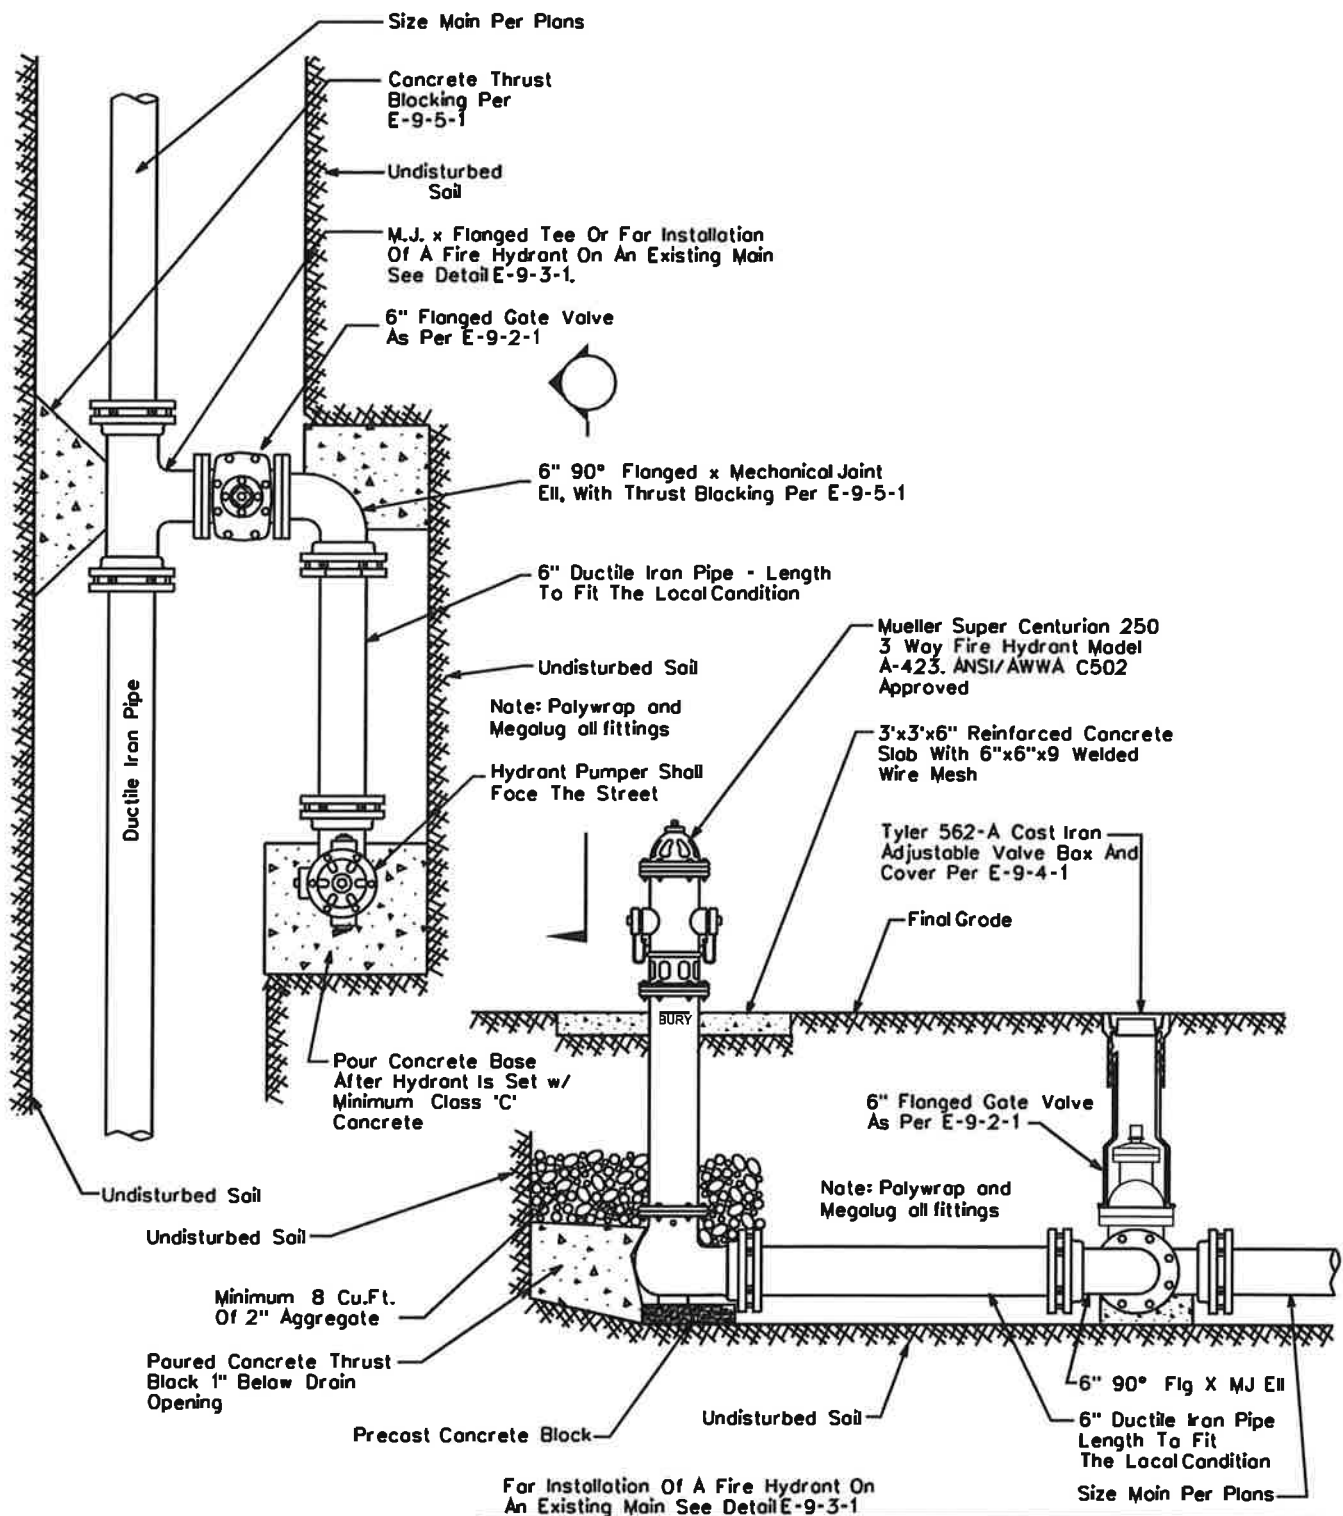 Size Main Per Plans
Concrete Thrust
Blocking Per
E-9-5-1
Undisturbed
Soil
M.J. x Flanged Tee Or For Installation
Of A Fire Hydrant On An Existing Main
See Detail E-9-3-1.
6" Flanged Gate Valve
As Per E-9-2-1
6" 90° Flanged x Mechanical Joint
Ell, With Thrust Blocking Per E-9-5-1
6" Ductile Iron Pipe - Length
To Fit The Local Condition
Undisturbed Soil
Note: Polywrap and
Megalug all fittings
Hydrant Pumper Shall
Face The Street
Ductile Iron Pipe
Mueller Super Centurian 250
3 Way Fire Hydrant Model
A-423. ANSI/AWWA C502
Approved
3'x3'x6" Reinforced Concrete
Slab With 6"x6"x9 Welded
Wire Mesh
Tyler 562-A Cast Iron
Adjustable Valve Box And
Cover Per E-9-4-1
Final Grade
BURY
Pour Concrete Base
After Hydrant Is Set w/
Minimum Class 'C'
Concrete
6" Flanged Gate Valve
As Per E-9-2-1
Undisturbed Soil
Note: Polywrap and
Megalug all fittings
Undisturbed Soil
Minimum 8 Cu.Ft.
Of 2" Aggregate
Poured Concrete Thrust
Block 1" Below Drain
Opening
Precast Concrete Block
Undisturbed Soil
6" 90° Flg X MJ Ell
6" Ductile Iron Pipe
Length To Fit
The Local Condition
Size Main Per Plans
For Installation Of A Fire Hydrant On
An Existing Main See Detail E-9-3-1